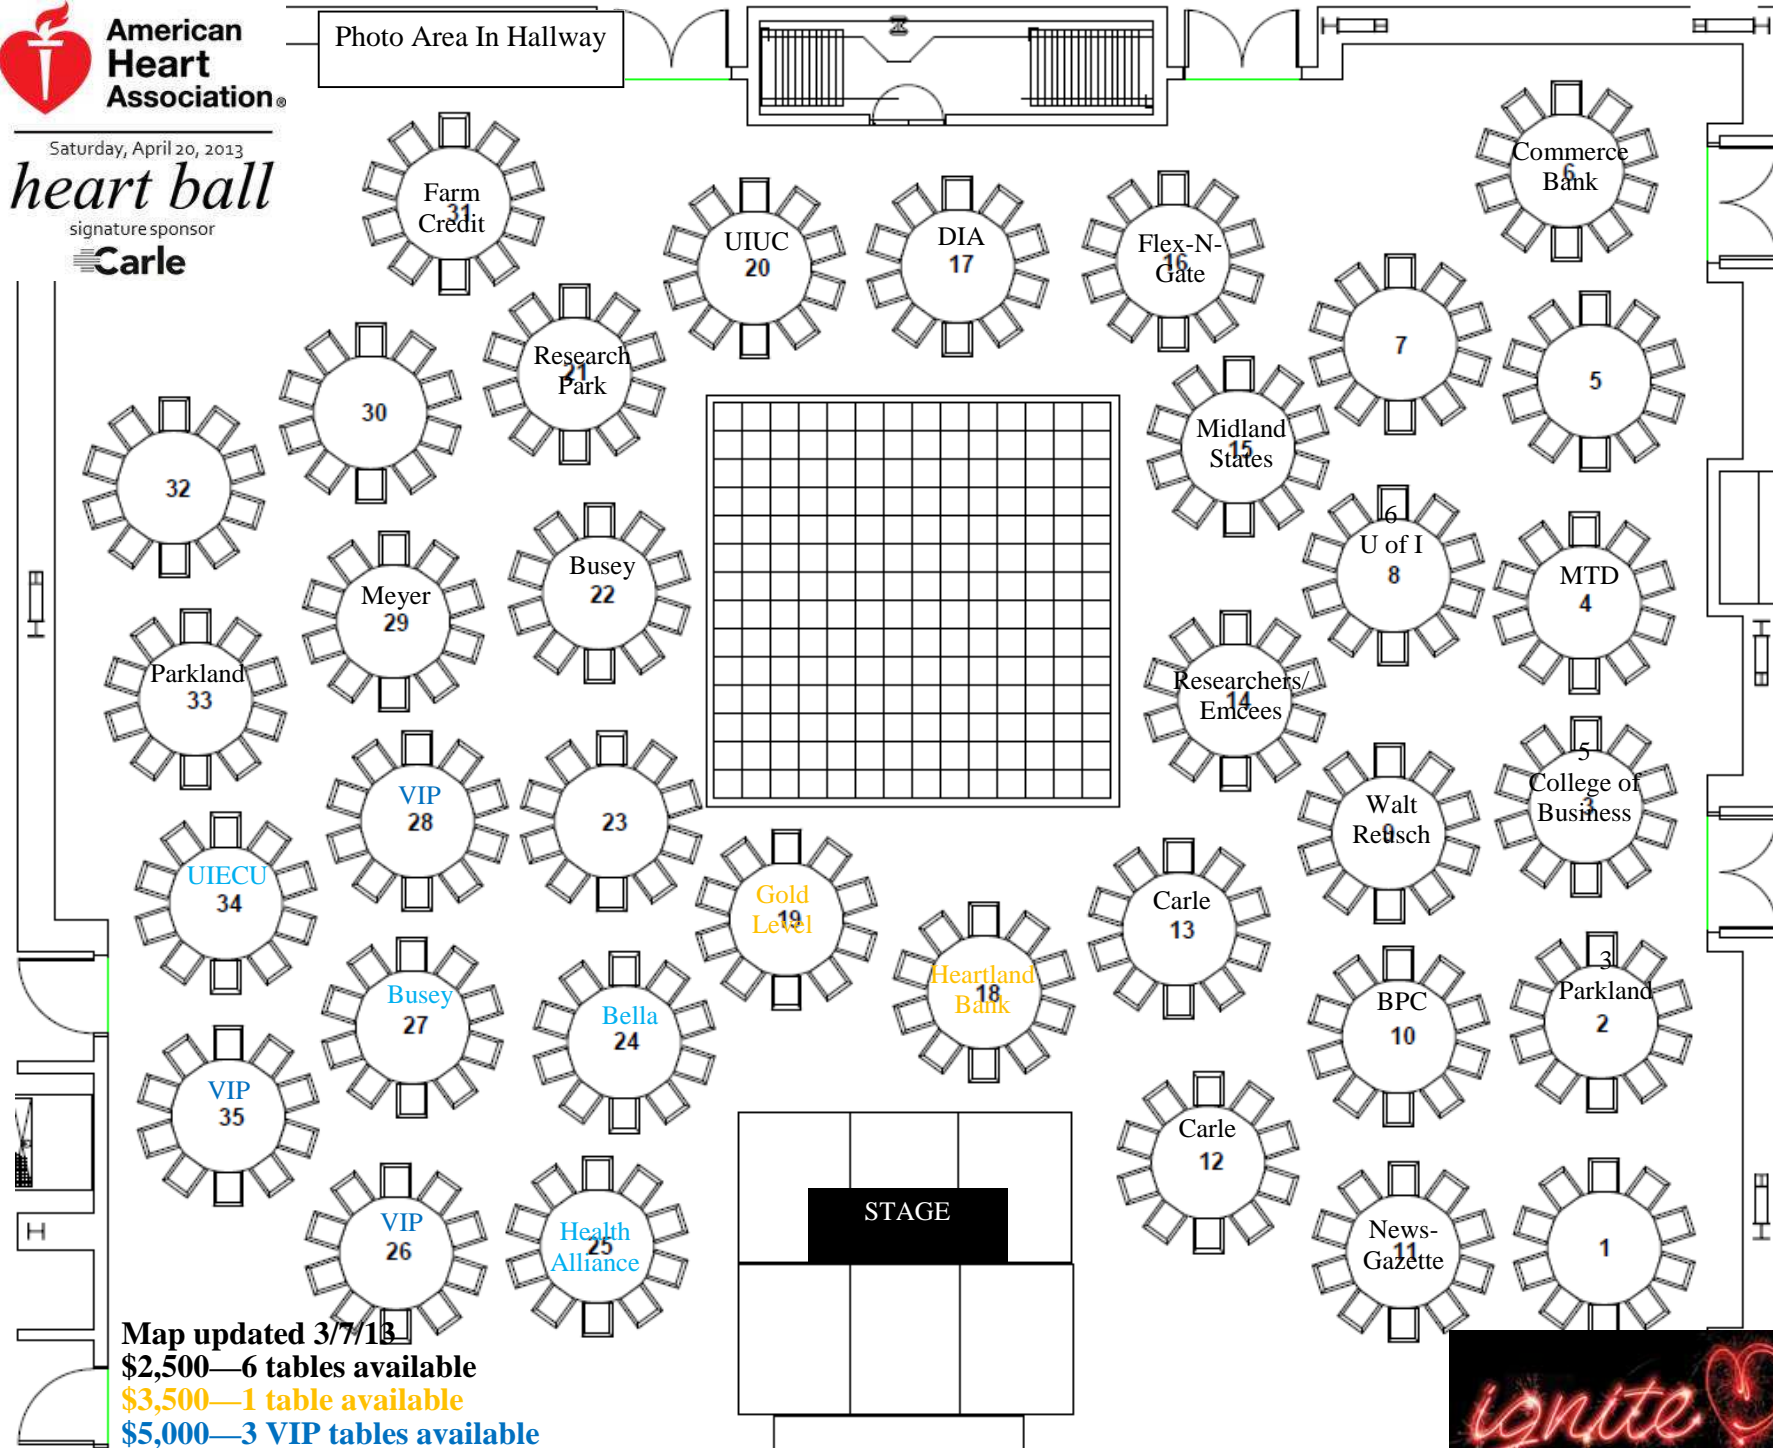 American
Heart
Association®
Saturday, April 20, 2013
heart ball
signature sponsor
Carle
Photo Area In Hallway
Farm
Credit
31
UIUC
20
DIA
17
Flex-N-
Gate
16
Commerce
Bank
6
7
5
Research
Park
21
30
32
Midland
States
15
6
U of I
8
MTD
4
Busey
22
Meyer
29
Parkland
33
Researchers/
Emcees
14
5
College of
Business
3
Walt
Reusch
9
VIP
28
23
UIECU
34
Gold
Level
19
Heartland
Bank
18
Carle
13
3
Parkland
2
BPC
10
Busey
27
Bella
24
VIP
35
Carle
12
VIP
26
Health
Alliance
25
STAGE
News-
Gazette
11
1
Map updated 3/7/13
$2,500—6 tables available
$3,500—1 table available
$5,000—3 VIP tables available
ignite